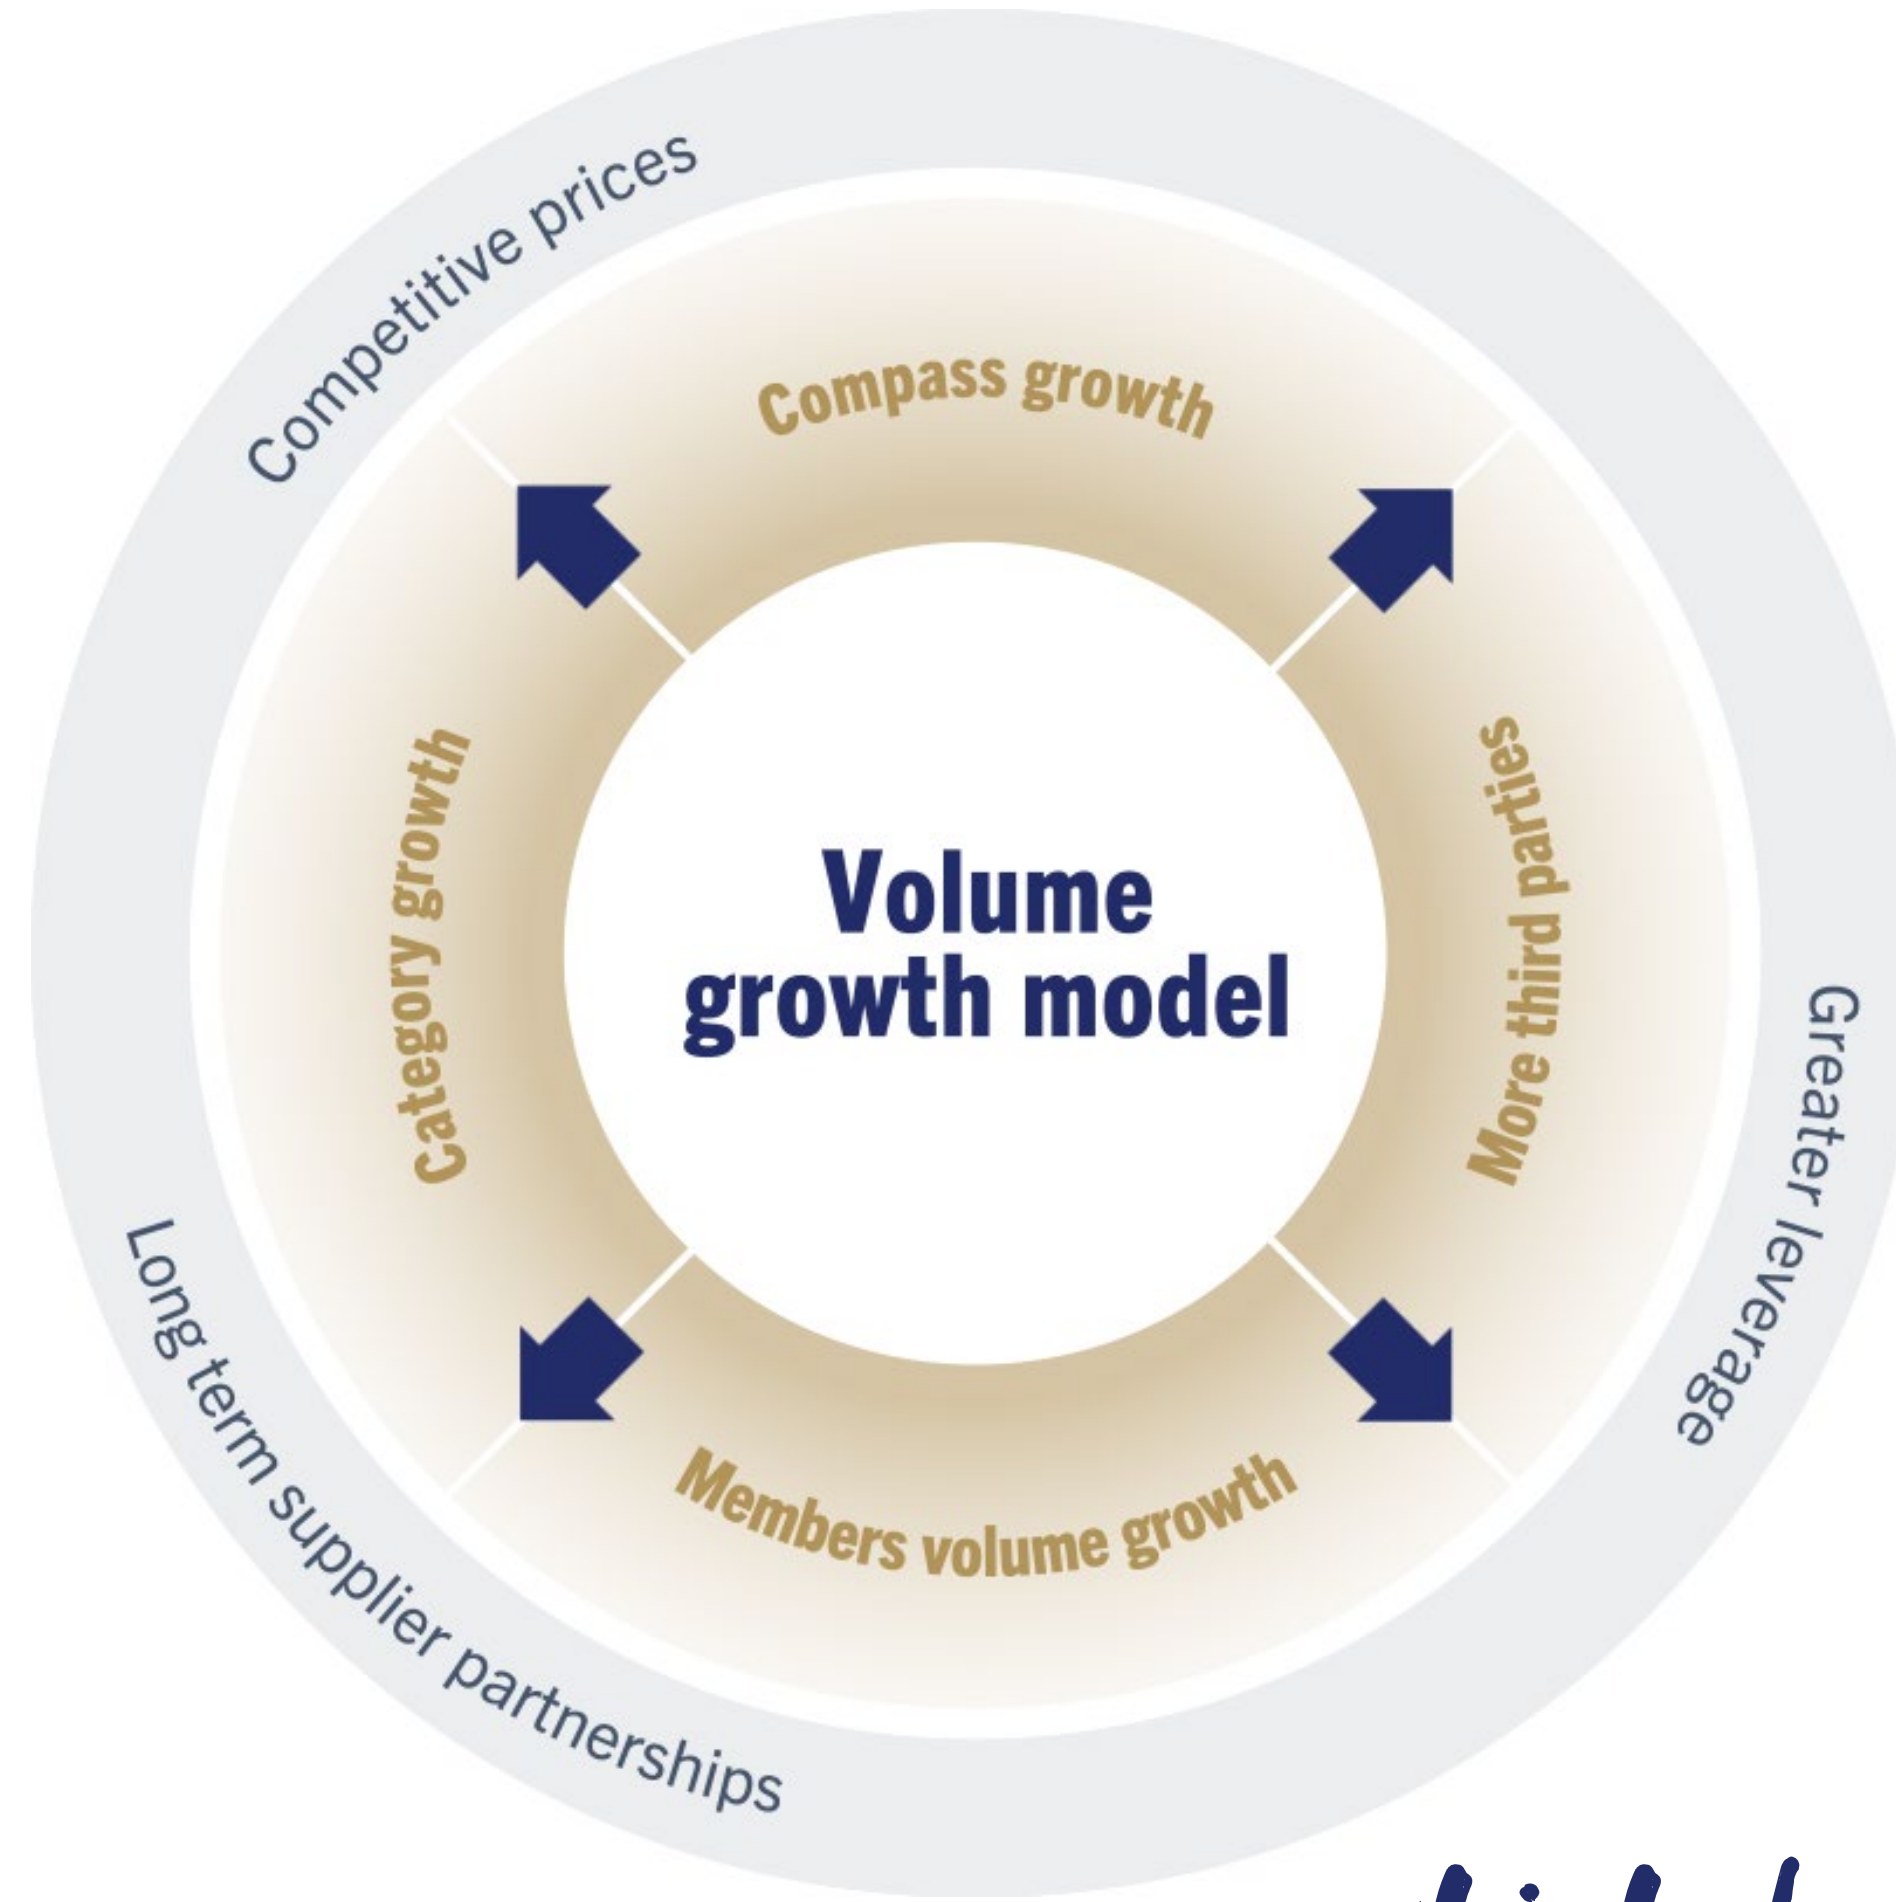 Competitive prices
Compass growth
Category growth
More third parties
Volume
growth model
Greater leverage
Members volume growth
Long term supplier partnerships